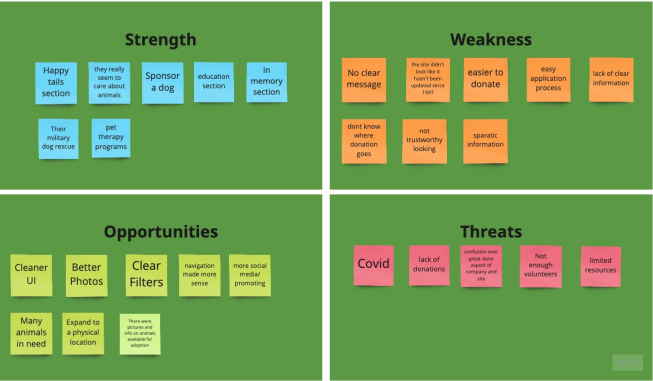 Strength
Happy
tails
section
they really
seem to
care about
animals
Sponsor
a dog
education
section
In
memory
section
Their
military
dog rescue
pet
therapy
programs
Weakness
No clear
message
the site didn't
look like it
hasn't been
updated since
1997
easier to
donate
easy
application
process
lack of clear
information
dont know
where
donation
goes
not
trustworthy
looking
sparatic
information
Opportunities
Cleaner
UI
Better
Photos
Clear
Filters
navigation
made more
sense
more social
media/
promoting
Many
animals
in need
Expand to
a physical
location
There were
pictures and
info on animals
available for
adoption
Threats
Covid
lack of
donations
confusion over
great dane
aspect of
company and
site
Not
enough
volunteers
limited
resources